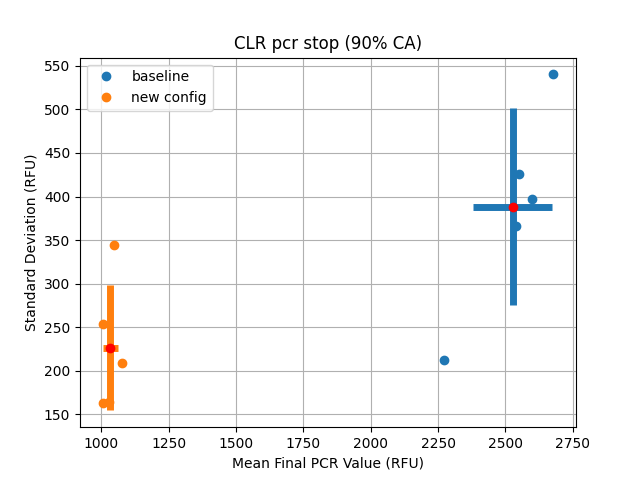 CLR pcr stop (90% CA)
baseline
new config
Standard Deviation (RFU)
550
500
450
400
350
300
250
200
150
1000 1250 1500 1750 2000 2250 2500 2750
Mean Final PCR Value (RFU)